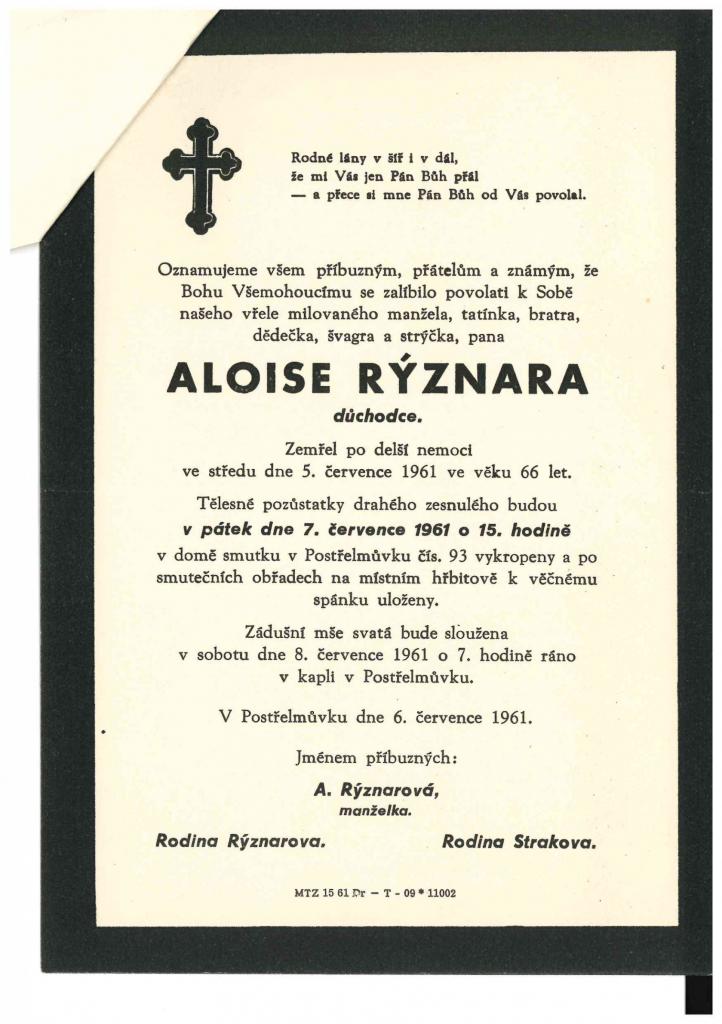 Rodné lány v šíř i v dál,
že mi Vás jen Pán Bůh přál
— a přece si mne Pán Bůh od Vás povolal.
Oznamujeme všem příbuzným, přátelům a známým, že
Bohu Všemohoucímu se zalíbilo povolati k Sobě
našeho vřele milovaného manžela, tatínka, bratra,
dědečka, švagra a strýčka, pana
ALOISE RÝZNARA
důchodce.
Zemřel po delší nemoci
ve středu dne 5. července 1961 ve věku 66 let.
Tělesné pozůstatky drahého zesnulého budou
v pátek dne 7. července 1961 o 15. hodině
v domě smutku v Postřelmůvku čís. 93 vykropeny a po
smutečních obřadech na místním hřbitově k věčnému
spánku uloženy.
Zádušní mše svatá bude sloužena
v sobotu dne 8. července 1961 o 7. hodině ráno
v kapli v Postřelmůvku.
V Postřelmůvku dne 6. července 1961.
Jménem příbuzných:
A. Rýznarová,
manželka.
Rodina Rýznarova. Rodina Strakova.
MTZ 15 61 Dr — T - 09 * 11002